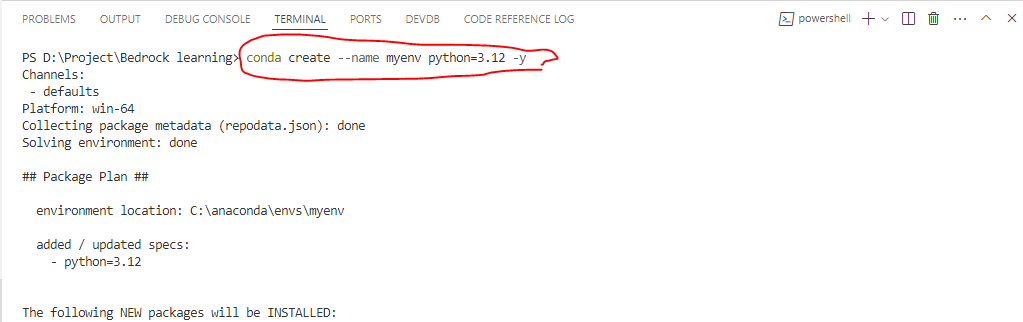 PROBLEMS OUTPUT DEBUG CONSOLE TERMINAL PORTS DEVDB CODE REFERENCE LOG powershell
PS D:\Project\Bedrock learning> conda create --name myenv python=3.12 -y
Channels:
 - defaults
Platform: win-64
Collecting package metadata (repodata.json): done
Solving environment: done
## Package Plan ##
  environment location: C:\anaconda\envs\myenv
  added / updated specs:
    - python=3.12
The following NEW packages will be INSTALLED: